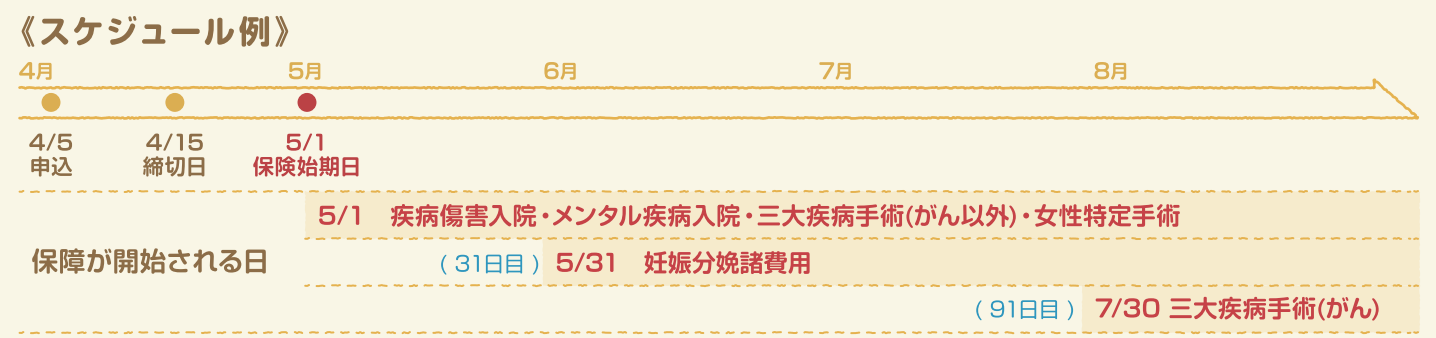 《スケジュール例》
4月 5月 6月 7月 8月
4/5 4/15 5/1
申込 締切日 保険始期日
5/1 疾病傷害入院・メンタル疾病入院・三大疾病手術(がん以外)・女性特定手術
保障が開始される日 ( 31日目 ) 5/31 妊娠分娩諸費用
( 91日目 ) 7/30 三大疾病手術(がん)